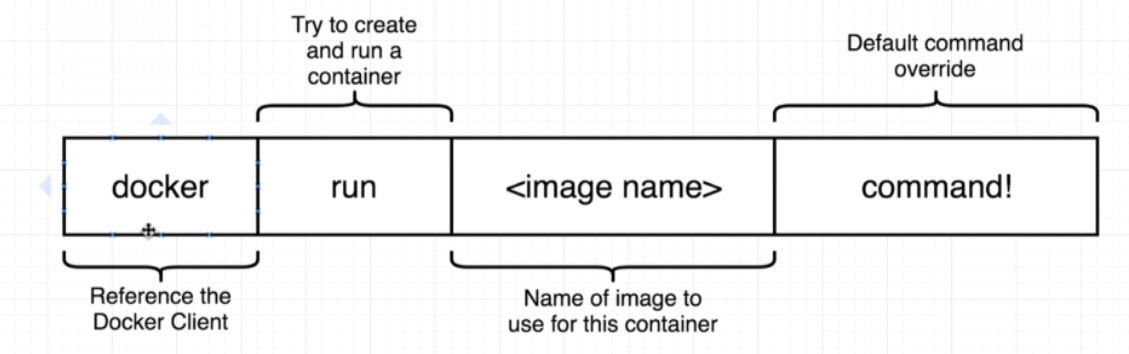 Try to create
and run a
container
Default command
override
docker
run
<image name>
command!
Reference the
Docker Client
Name of image to
use for this container